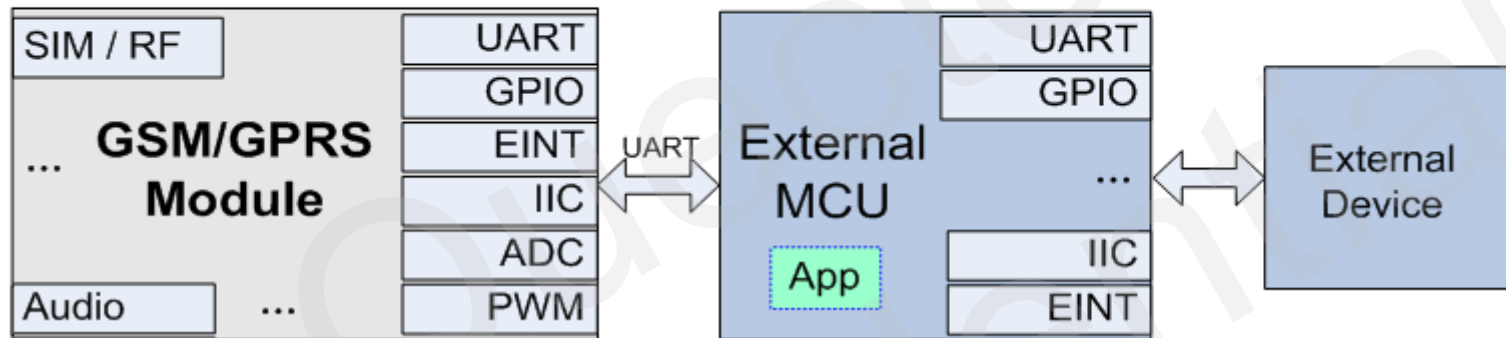 SIM / RF
UART
GPIO
EINT
IIC
ADC
PWM
...
GSM/GPRS
Module
Audio
...
UART
UART
GPIO
...
IIC
EINT
External
MCU
App
External
Device